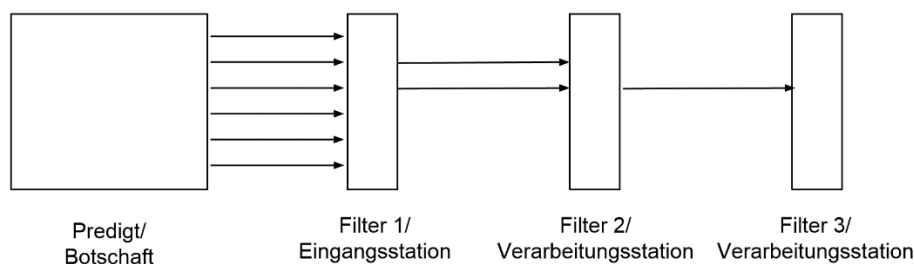 Predigt/
Botschaft
Filter 1/
Eingangsstation
Filter 2/
Verarbeitungsstation
Filter 3/
Verarbeitungsstation